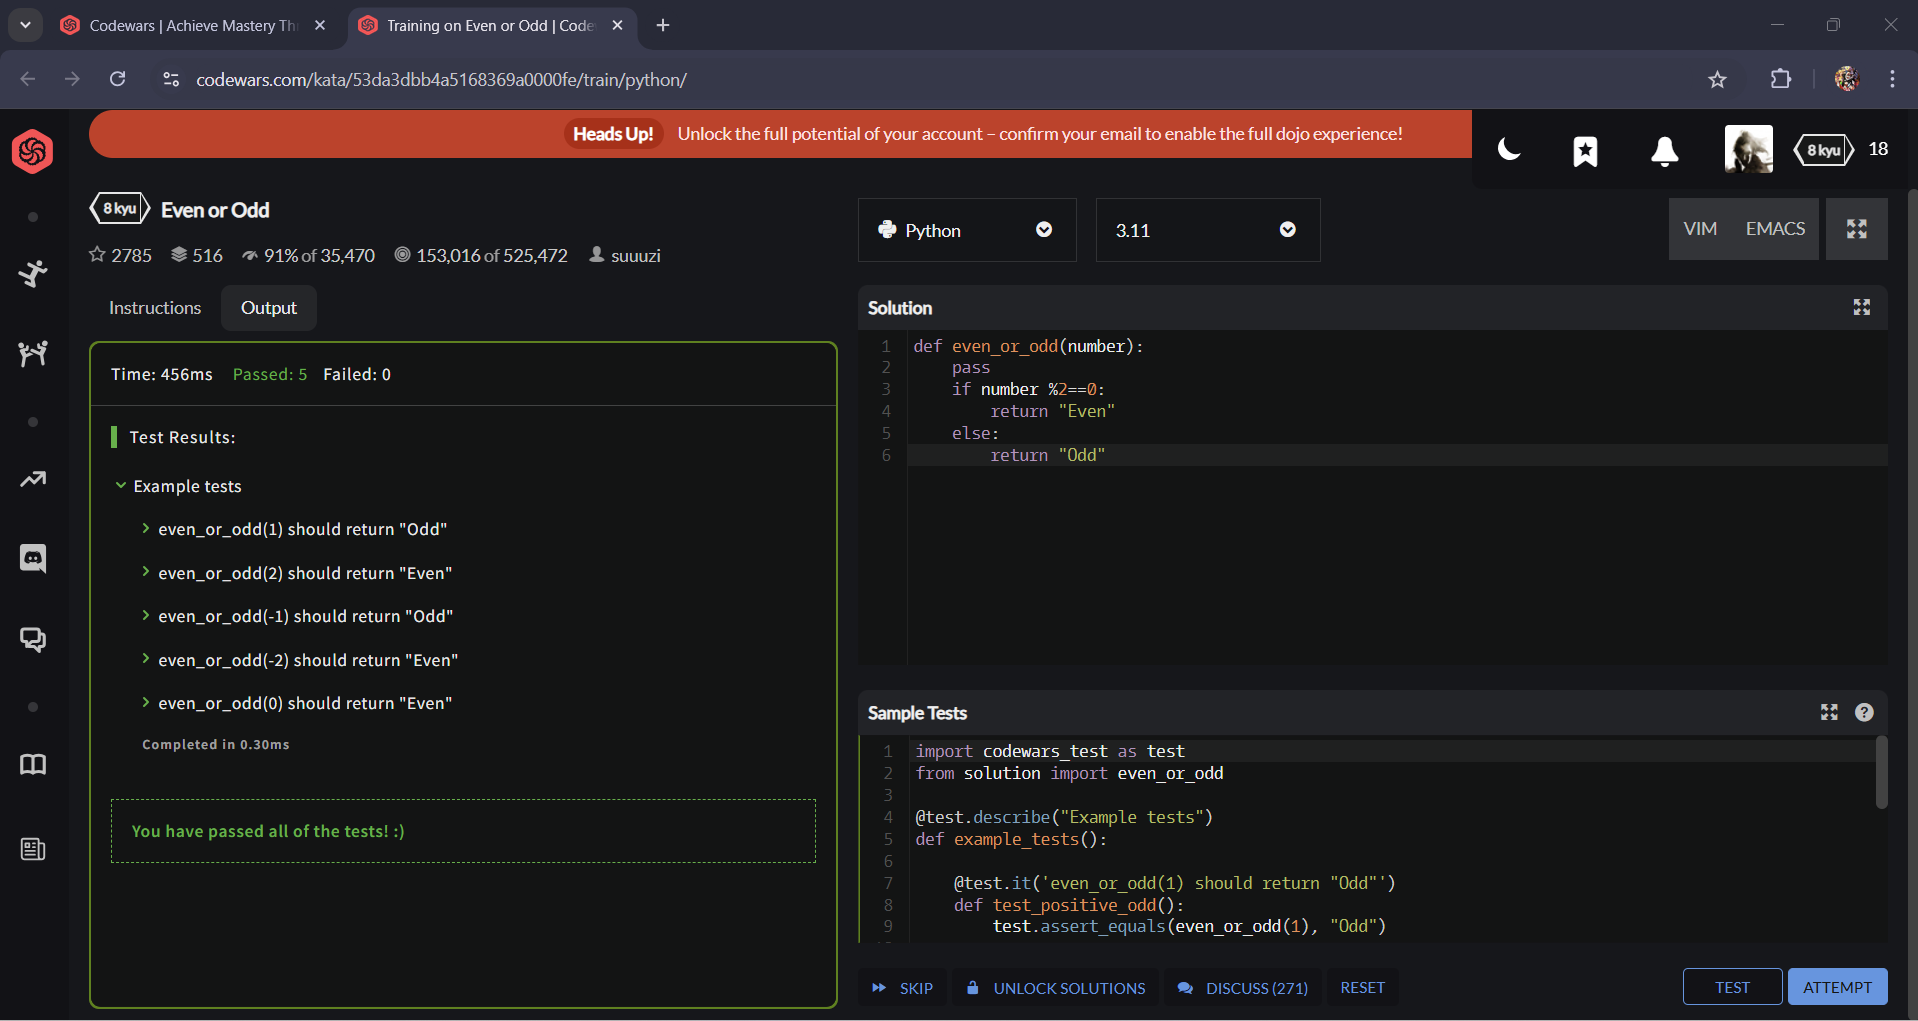 Codewars | Achieve Mastery Thr
Training on Even or Odd | Code
codewars.com/kata/53da3dbb4a5168369a0000fe/train/python/
Heads Up! Unlock the full potential of your account – confirm your email to enable the full dojo experience!
8 kyu 18
8 kyu Even or Odd
2785 516 91% of 35,470 153,016 of 525,472 suuuzi
Python 3.11 VIM EMACS
Instructions Output
Time: 456ms Passed: 5 Failed: 0
Test Results:
Example tests
even_or_odd(1) should return "Odd"
even_or_odd(2) should return "Even"
even_or_odd(-1) should return "Odd"
even_or_odd(-2) should return "Even"
even_or_odd(0) should return "Even"
Completed in 0.30ms
You have passed all of the tests! :)
Solution
1 def even_or_odd(number):
2 pass
3 if number %2==0:
4 return "Even"
5 else:
6 return "Odd"
Sample Tests
1 import codewars_test as test
2 from solution import even_or_odd
3
4 @test.describe("Example tests")
5 def example_tests():
6
7 @test.it('even_or_odd(1) should return "Odd"')
8 def test_positive_odd():
9 test.assert_equals(even_or_odd(1), "Odd")
SKIP UNLOCK SOLUTIONS DISCUSS (271) RESET TEST ATTEMPT